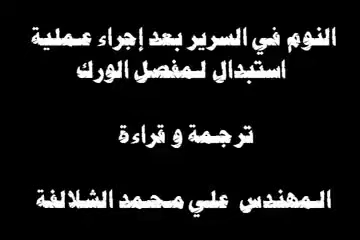 النوم في السرير بعد إجراء عملية
استبدال لمفصل الورك
ترجمة و قراءة
المهندس علي محمد الشلالفة